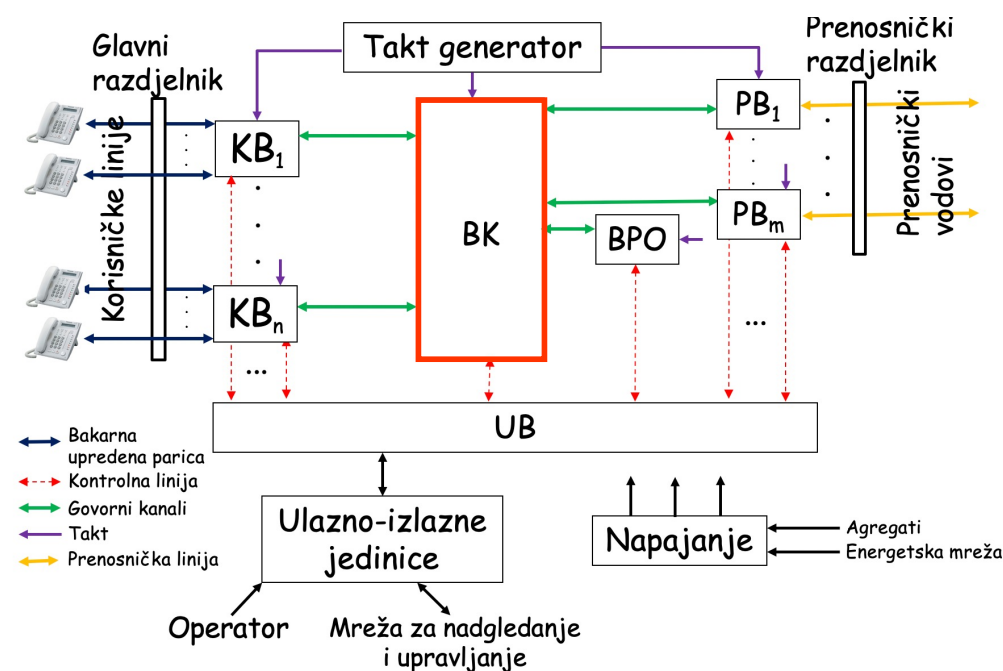 Glavni
razdjelnik
Takt generator
Prenosnički
razdjelnik
Korisničke linije
KB1
KBn
...
BK
BPO
PB1
PBm
...
Prenosnički
vodovi
UB
Bakarna
upredena parica
Kontrolna linija
Govorni kanali
Takt
Prenosnička linija
Ulazno-izlazne
jedinice
Operator
Mreža za nadgledanje
i upravljanje
Napajanje
Agregati
Energetska mreža